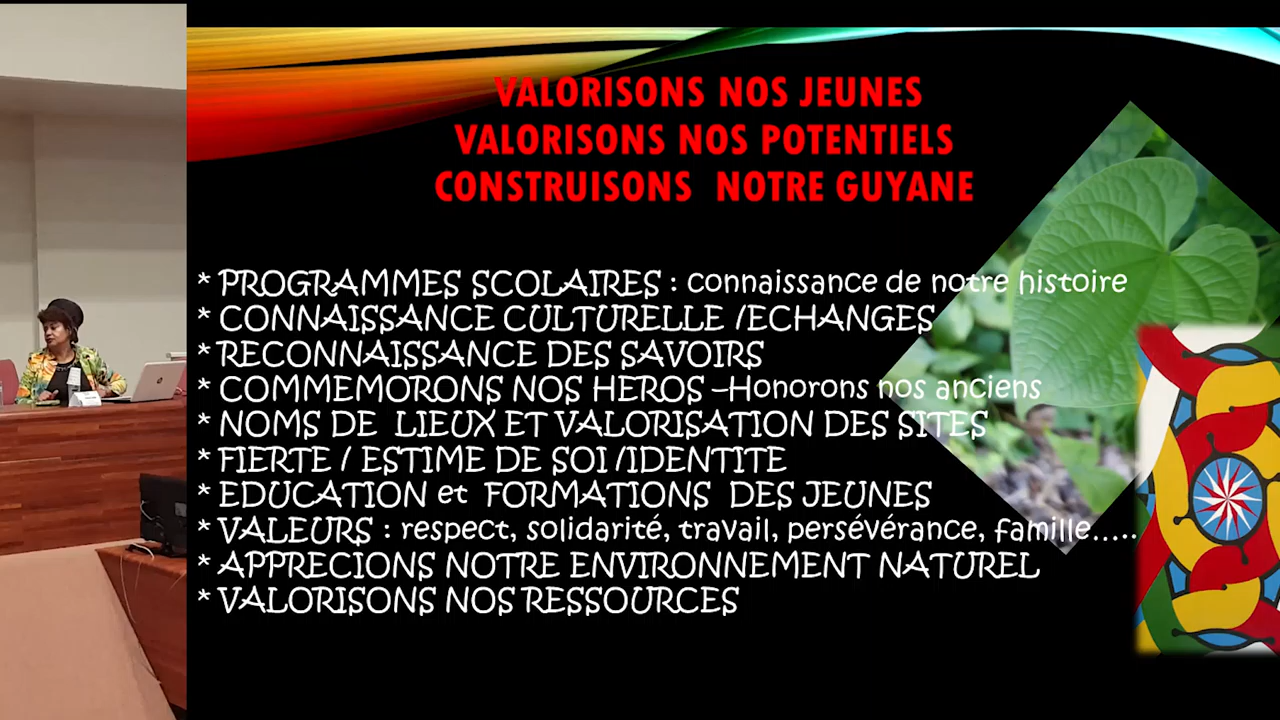 VALORISONS NOS JEUNES
VALORISONS NOS POTENTIELS
CONSTRUISONS NOTRE GUYANE
* PROGRAMMES SCOLAIRES : connaissance de notre histoire
* CONNAISSANCE CULTURELLE /ECHANGES
* RECONNAISSANCE DES SAVOIRS
* COMMEMORONS NOS HEROS –Honorons nos anciens
* NOMS DE LIEUX ET VALORISATION DES SITES
* FIERTE / ESTIME DE SOI /IDENTITE
* EDUCATION et FORMATIONS DES JEUNES
* VALEURS : respect, solidarité, travail, persévérance, famille.....
* APPRECIONS NOTRE ENVIRONNEMENT NATUREL
* VALORISONS NOS RESSOURCES